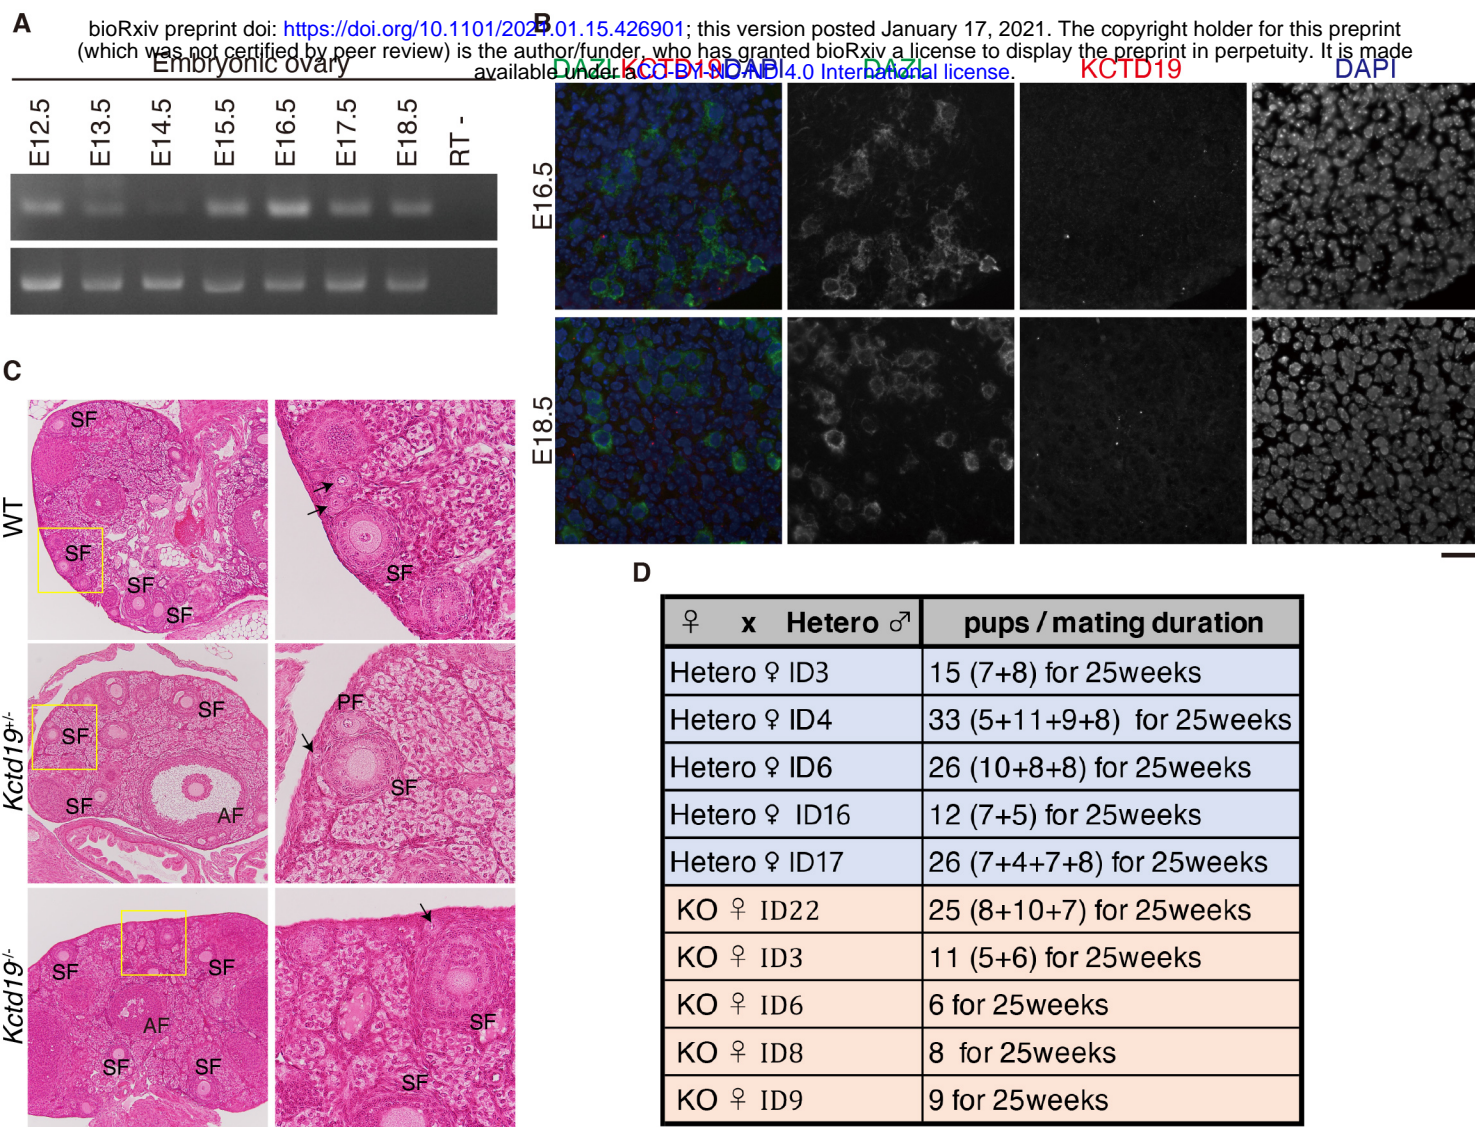 A
B
bioRxiv preprint doi: https://doi.org/10.1101/2021.01.15.426901; this version posted January 17, 2021. The copyright holder for this preprint
(which was not certified by peer review) is the author/funder, who has granted bioRxiv a license to display the preprint in perpetuity. It is made
available under aCC-BY-NC-ND 4.0 International license.
Embryonic ovary
E12.5 E13.5 E14.5 E15.5 E16.5 E17.5 E18.5 RT -
DAZL KCTD19 DAPI DAZL KCTD19 DAPI
E16.5
E18.5
C
WT
SF
SF
SF
SF
SF
Kctd19+/-
SF
SF
SF
AF
PF
SF
Kctd19-/-
SF
SF
AF
SF
SF
SF
SF
D
♀ x Hetero ♂ pups / mating duration
Hetero ♀ ID3 15 (7+8) for 25weeks
Hetero ♀ ID4 33 (5+11+9+8) for 25weeks
Hetero ♀ ID6 26 (10+8+8) for 25weeks
Hetero ♀ ID16 12 (7+5) for 25weeks
Hetero ♀ ID17 26 (7+4+7+8) for 25weeks
KO ♀ ID22 25 (8+10+7) for 25weeks
KO ♀ ID3 11 (5+6) for 25weeks
KO ♀ ID6 6 for 25weeks
KO ♀ ID8 8 for 25weeks
KO ♀ ID9 9 for 25weeks